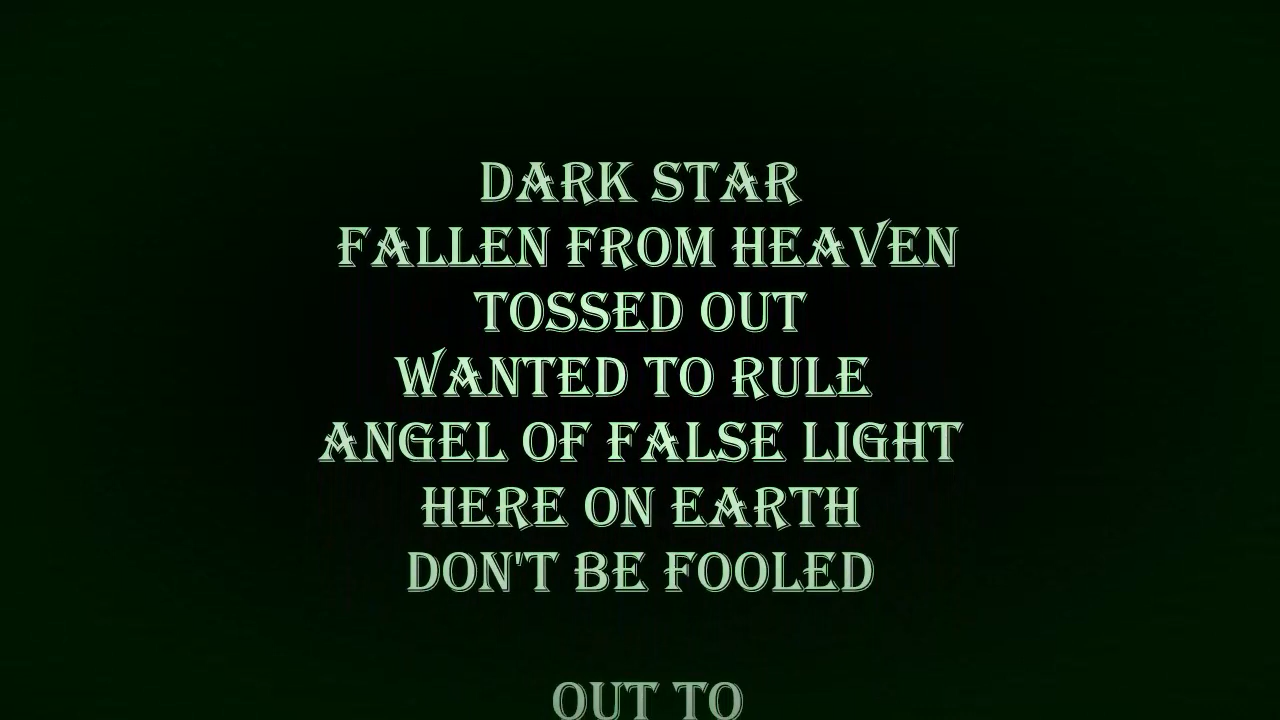 DARK STAR
FALLEN FROM HEAVEN
TOSSED OUT
WANTED TO RULE
ANGEL OF FALSE LIGHT
HERE ON EARTH
DON'T BE FOOLED
OUT TO